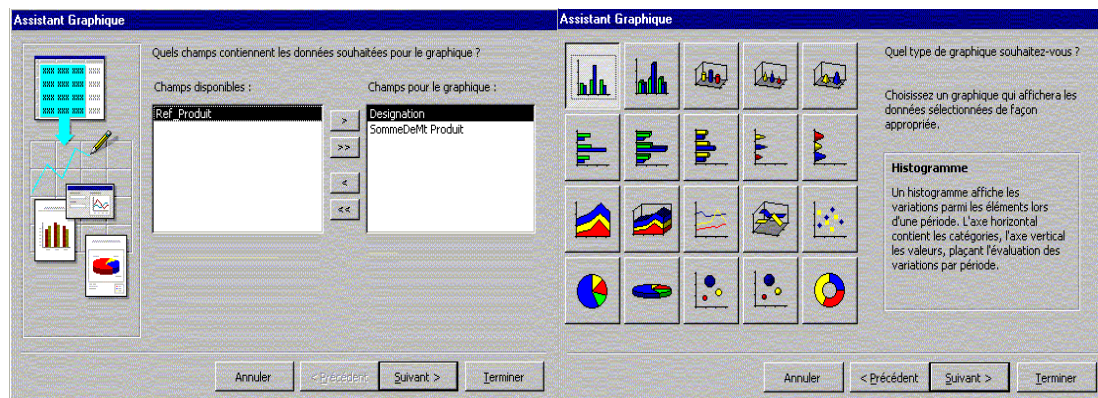 Assistant Graphique
Quels champs contiennent les données souhaitées pour le graphique ?
Champs disponibles :
Champs pour le graphique :
Ref_Produit
Designation
SommeDeMt Produit
>
>>
<
<<
Annuler
< Précédent
Suivant >
Terminer
Assistant Graphique
Quel type de graphique souhaitez-vous ?
Choisissez un graphique qui affichera les
données sélectionnées de façon
appropriée.
Histogramme
Un histogramme affiche les
variations parmi les éléments lors
d'une période. L'axe horizontal
contient les catégories, l'axe vertical
les valeurs, plaçant l'évaluation des
variations par période.
Annuler
< Précédent
Suivant >
Terminer